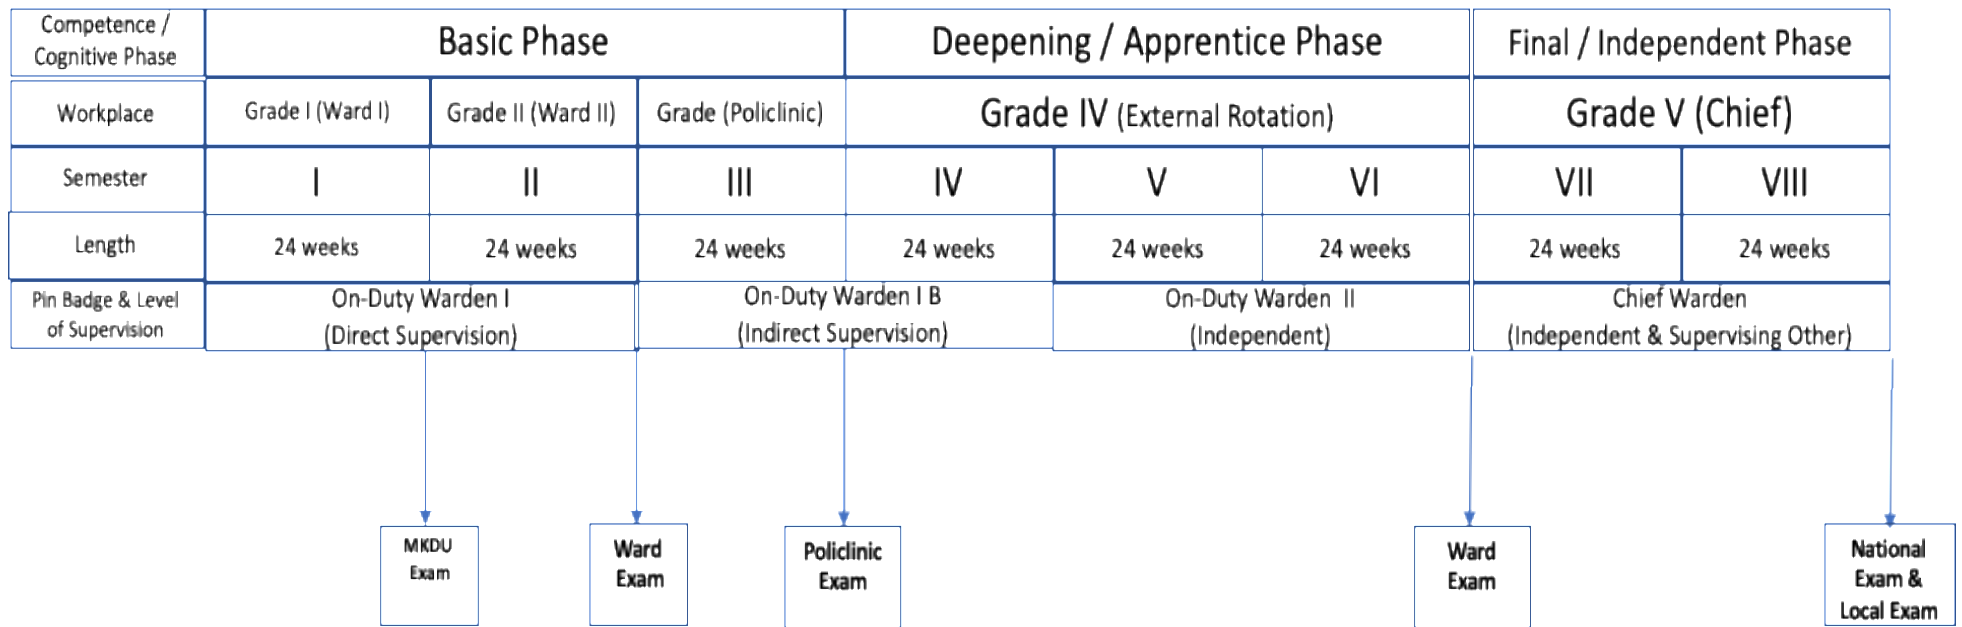 Competence /
Cognitive Phase
Basic Phase
Deepening / Apprentice Phase
Final / Independent Phase
Workplace
Grade I (Ward I)
Grade II (Ward II)
Grade (Policlinic)
Grade IV (External Rotation)
Grade V (Chief)
Semester
I
II
III
IV
V
VI
VII
VIII
Length
24 weeks
24 weeks
24 weeks
24 weeks
24 weeks
24 weeks
24 weeks
24 weeks
Pin Badge & Level
of Supervision
On-Duty Warden I
(Direct Supervision)
On-Duty Warden I B
(Indirect Supervision)
On-Duty Warden II
(Independent)
Chief Warden
(Independent & Supervising Other)
MKDU
Exam
Ward
Exam
Policlinic
Exam
Ward
Exam
National
Exam &
Local Exam